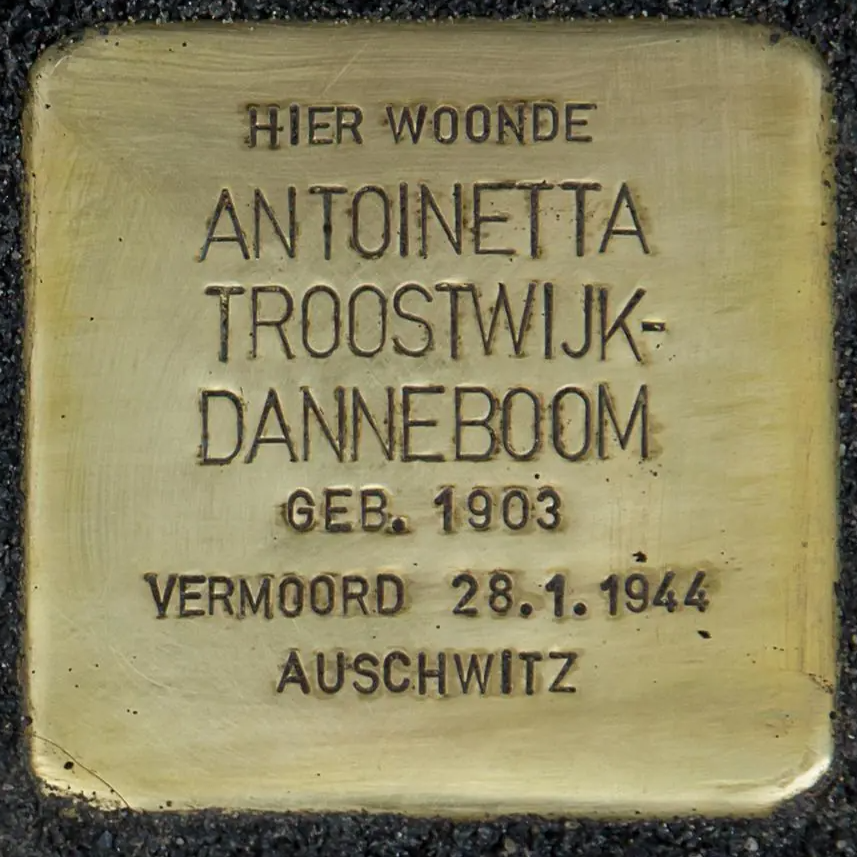 HIER WOONDE
ANTOINETTA
TROOSTWIJK-
DANNEBOOM
GEB. 1903
VERMOORD 28.1.1944
AUSCHWITZ